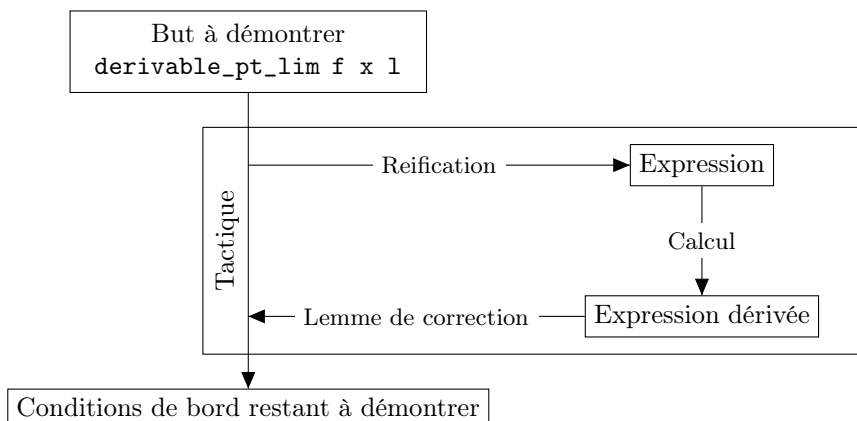 But à démontrer
derivable_pt_lim f x l
Tactique
Reification
Expression
Calcul
Lemme de correction
Expression dérivée
Conditions de bord restant à démontrer